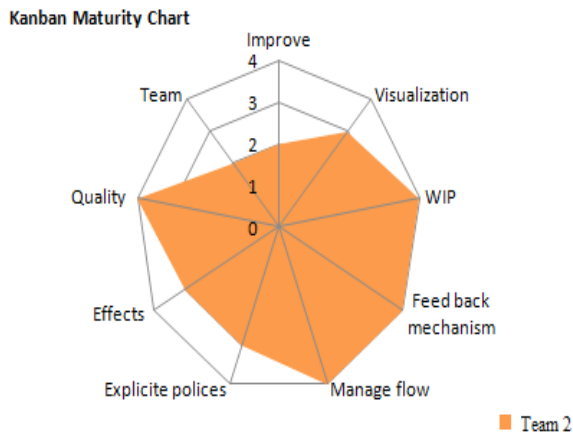 Kanban Maturity Chart
Improve
4
Team
3
Visualization
2
1
Quality
WIP
0
Effects
Feed back
mechanism
Explicite polices
Manage flow
Team 2